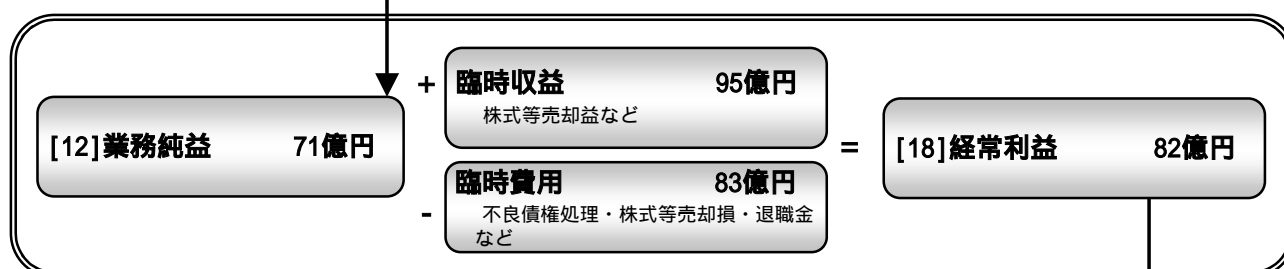 [12]業務純益 71億円
+
臨時収益 95億円
株式等売却益など
-
臨時費用 83億円
不良債権処理・株式等売却損・退職金
など
=
[18]経常利益 82億円